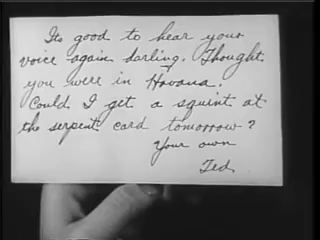 Its good to hear your
voice again darling. Thought
you were in Havana.
Could I get a squint at
the serpent card tomorrow?
Your own
Ted.